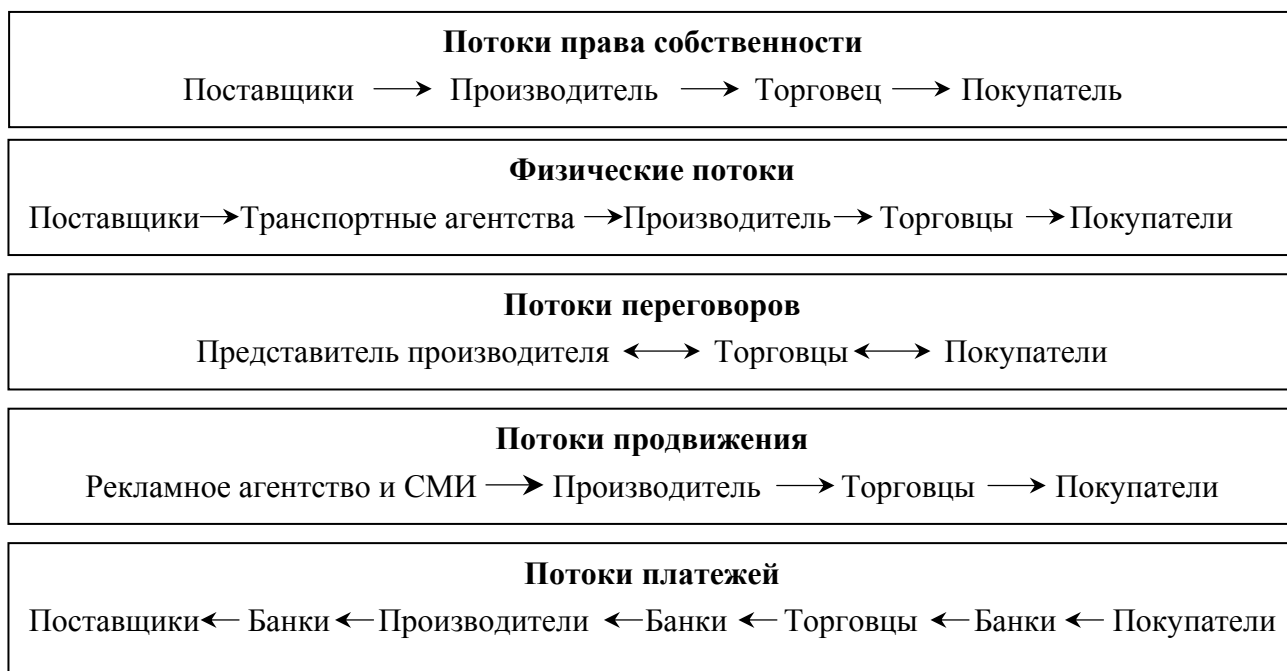 Потоки права собственности
Поставщики → Производитель → Торговец → Покупатель
Физические потоки
Поставщики → Транспортные агентства → Производитель → Торговцы → Покупатели
Потоки переговоров
Представитель производителя ↔ Торговцы ↔ Покупатели
Потоки продвижения
Рекламное агентство и СМИ → Производитель → Торговцы → Покупатели
Потоки платежей
Поставщики ← Банки ← Производители ← Банки ← Торговцы ← Банки ← Покупатели